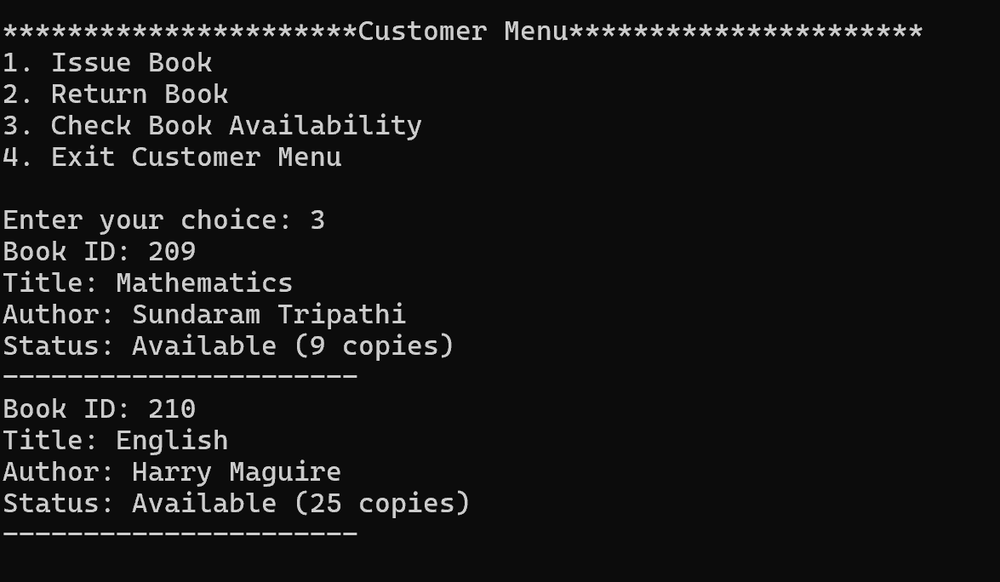 **********************Customer Menu**********************
1. Issue Book
2. Return Book
3. Check Book Availability
4. Exit Customer Menu

Enter your choice: 3
Book ID: 209
Title: Mathematics
Author: Sundaram Tripathi
Status: Available (9 copies)
----------------------
Book ID: 210
Title: English
Author: Harry Maguire
Status: Available (25 copies)
----------------------